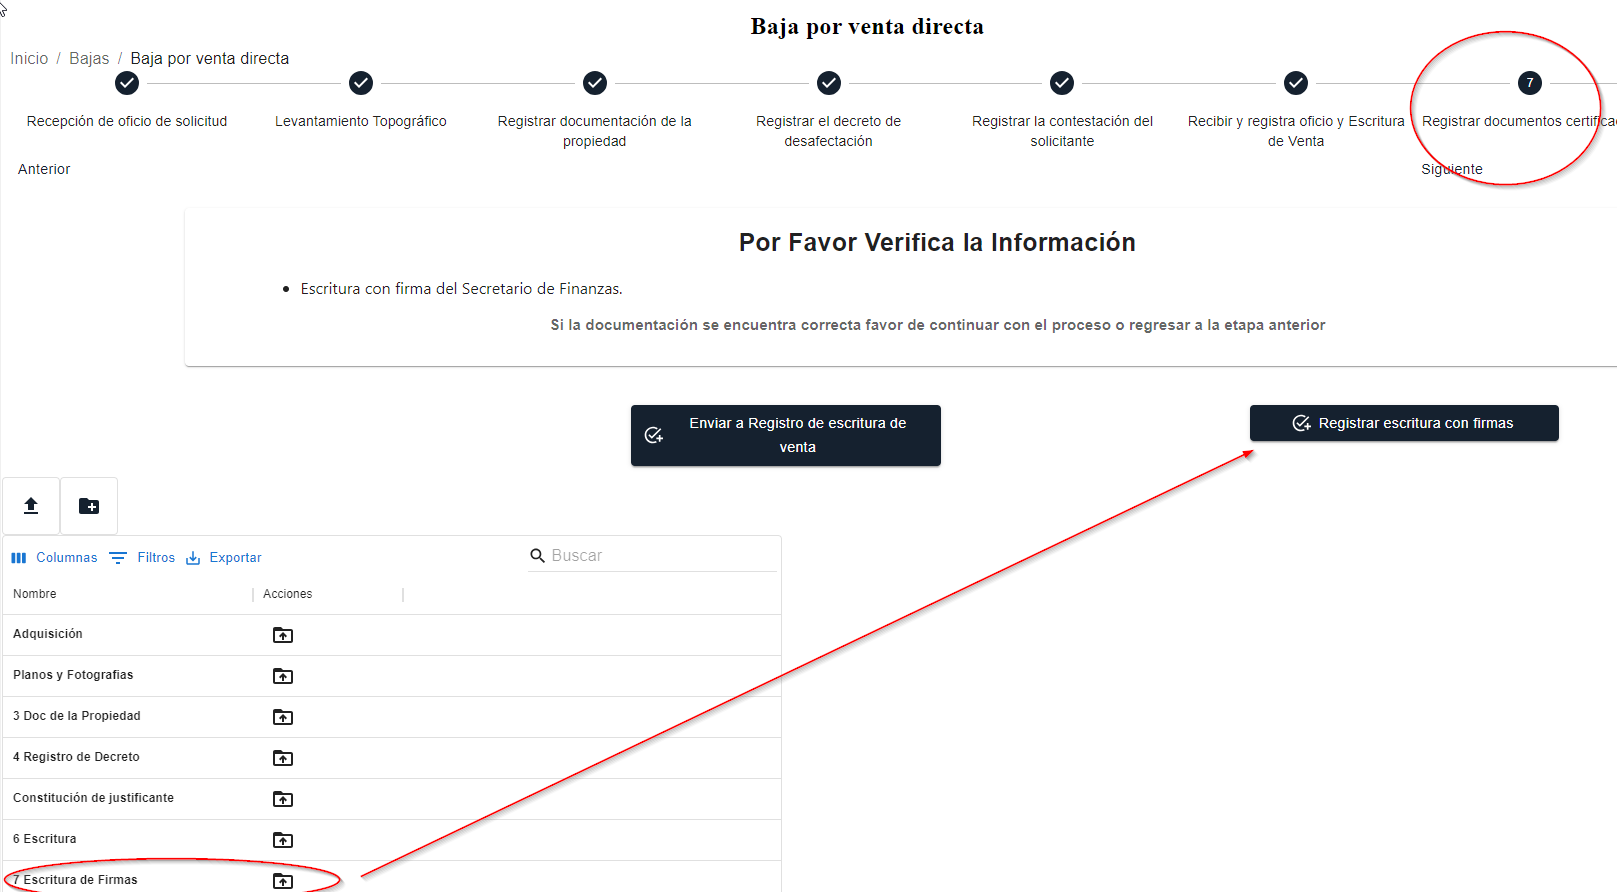 Baja por venta directa
Inicio / Bajas / Baja por venta directa
7
Recepción de oficio de solicitud
Levantamiento Topográfico
Registrar documentación de la
propiedad
Registrar el decreto de
desafectación
Registrar la contestación del
solicitante
Recibir y registra oficio y Escritura
de Venta
Registrar documentos certifica
Anterior
Siguiente
Por Favor Verifica la Información
Escritura con firma del Secretario de Finanzas.
Si la documentación se encuentra correcta favor de continuar con el proceso o regresar a la etapa anterior
Enviar a Registro de escritura de
venta
Registrar escritura con firmas
Columnas Filtros Exportar
Buscar
Nombre Acciones
Adquisición
Planos y Fotografias
3 Doc de la Propiedad
4 Registro de Decreto
Constitución de justificante
6 Escritura
7 Escritura de Firmas